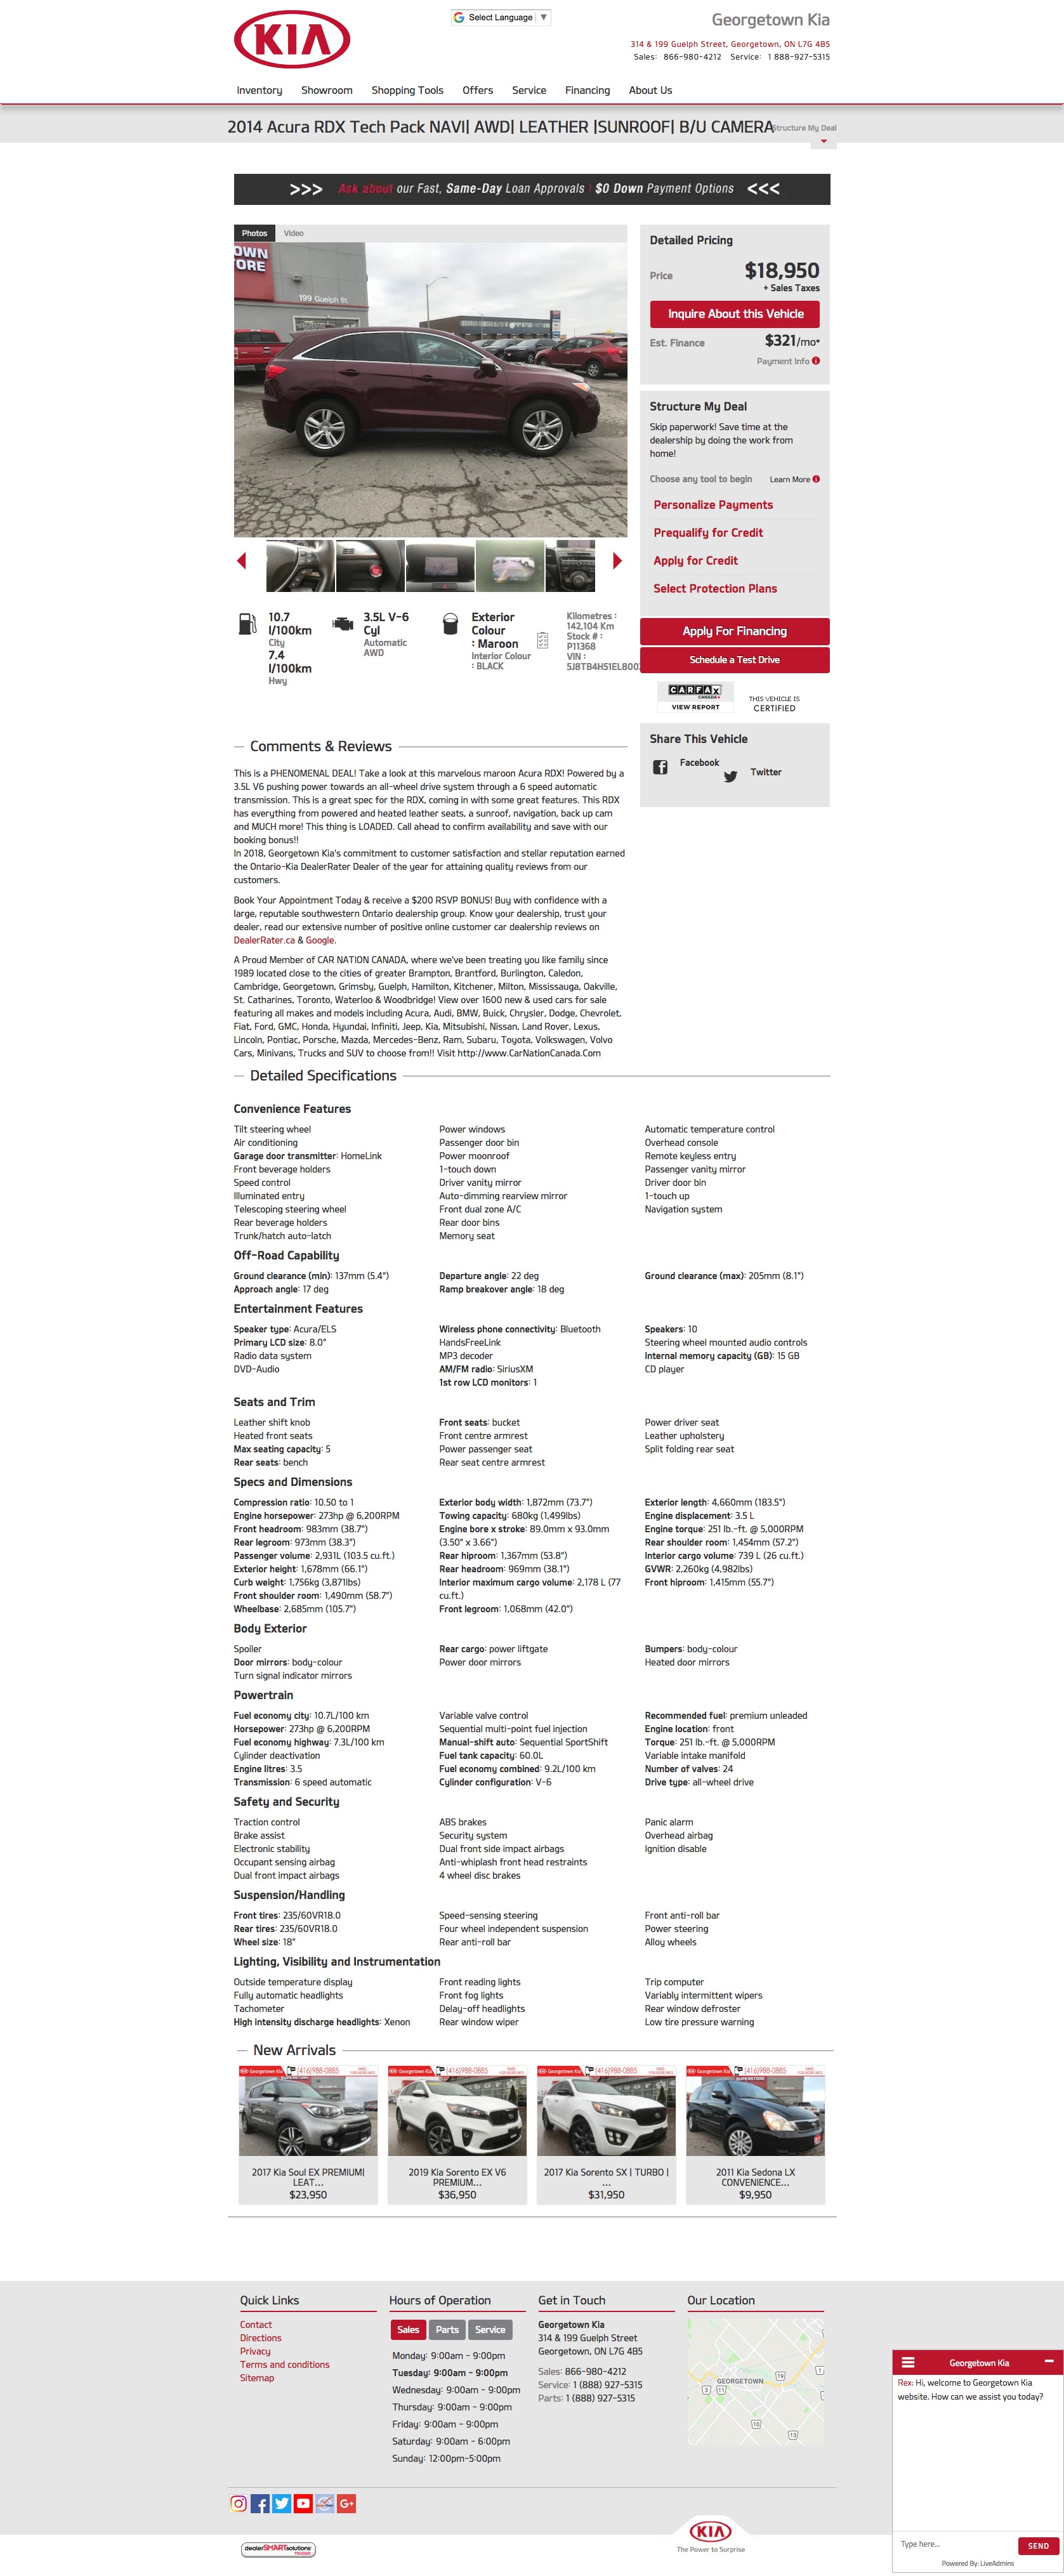 KIA
Select Language ▼
Georgetown Kia
314 & 199 Guelph Street, Georgetown, ON L7G 4B5
Sales: 866-980-4212 Service: 1 888-927-5315
Inventory Showroom Shopping Tools Offers Service Financing About Us
2014 Acura RDX Tech Pack NAVI| AWD| LEATHER |SUNROOF| B/U CAMERA
Structure My Deal
>>> Ask about our Fast, Same-Day Loan Approvals | $0 Down Payment Options <<<
Photos Video
OWN
ORE
199 Guelph St.
Detailed Pricing
Price $18,950
+ Sales Taxes
Inquire About this Vehicle
Est. Finance $321/mo*
Payment Info
Structure My Deal
Skip paperwork! Save time at the
dealership by doing the work from
home!
Choose any tool to begin Learn More
Personalize Payments
Prequalify for Credit
Apply for Credit
Select Protection Plans
Apply For Financing
Schedule a Test Drive
10.7
l/100km
City
7.4
l/100km
Hwy
3.5L V-6
Cyl
Automatic
AWD
Exterior
Colour
: Maroon
Interior Colour
: BLACK
Kilometres :
142,104 Km
Stock # :
P11368
VIN :
5J8TB4H51EL800
CARFAX
CANADA
VIEW REPORT
THIS VEHICLE IS
CERTIFIED
Share This Vehicle
Facebook
Twitter
Comments & Reviews
This is a PHENOMENAL DEAL! Take a look at this marvelous maroon Acura RDX! Powered by a
3.5L V6 pushing power towards an all-wheel drive system through a 6 speed automatic
transmission. This is a great spec for the RDX, coming in with some great features. This RDX
has everything from powered and heated leather seats, a sunroof, navigation, back up cam
and MUCH more! This thing is LOADED. Call ahead to confirm availability and save with our
booking bonus!!
In 2018, Georgetown Kia's commitment to customer satisfaction and stellar reputation earned
the Ontario-Kia DealerRater Dealer of the year for attaining quality reviews from our
customers.
Book Your Appointment Today & receive a $200 RSVP BONUS! Buy with confidence with a
large, reputable southwestern Ontario dealership group. Know your dealership, trust your
dealer, read our extensive number of positive online customer car dealership reviews on
DealerRater.ca & Google.
A Proud Member of CAR NATION CANADA, where we've been treating you like family since
1989 located close to the cities of greater Brampton, Brantford, Burlington, Caledon,
Cambridge, Georgetown, Grimsby, Guelph, Hamilton, Kitchener, Milton, Mississauga, Oakville,
St. Catharines, Toronto, Waterloo & Woodbridge! View over 1600 new & used cars for sale
featuring all makes and models including Acura, Audi, BMW, Buick, Chrysler, Dodge, Chevrolet,
Fiat, Ford, GMC, Honda, Hyundai, Infiniti, Jeep, Kia, Mitsubishi, Nissan, Land Rover, Lexus,
Lincoln, Pontiac, Porsche, Mazda, Mercedes-Benz, Ram, Subaru, Toyota, Volkswagen, Volvo
Cars, Minivans, Trucks and SUV to choose from!! Visit http://www.CarNationCanada.Com
Detailed Specifications
Convenience Features
Tilt steering wheel Power windows Automatic temperature control
Air conditioning Passenger door bin Overhead console
Garage door transmitter: HomeLink Power moonroof Remote keyless entry
Front beverage holders 1-touch down Passenger vanity mirror
Speed control Driver vanity mirror Driver door bin
Illuminated entry Auto-dimming rearview mirror 1-touch up
Telescoping steering wheel Front dual zone A/C Navigation system
Rear beverage holders Rear door bins
Trunk/hatch auto-latch Memory seat
Off-Road Capability
Ground clearance (min): 137mm (5.4") Departure angle: 22 deg Ground clearance (max): 205mm (8.1")
Approach angle: 17 deg Ramp breakover angle: 18 deg
Entertainment Features
Speaker type: Acura/ELS Wireless phone connectivity: Bluetooth Speakers: 10
Primary LCD size: 8.0" HandsFreeLink Steering wheel mounted audio controls
Radio data system MP3 decoder Internal memory capacity (GB): 15 GB
DVD-Audio AM/FM radio: SiriusXM CD player
1st row LCD monitors: 1
Seats and Trim
Leather shift knob Front seats: bucket Power driver seat
Heated front seats Front centre armrest Leather upholstery
Max seating capacity: 5 Power passenger seat Split folding rear seat
Rear seats: bench Rear seat centre armrest
Specs and Dimensions
Compression ratio: 10.50 to 1 Exterior body width: 1,872mm (73.7") Exterior length: 4,660mm (183.5")
Engine horsepower: 273hp @ 6,200RPM Towing capacity: 680kg (1,499lbs) Engine displacement: 3.5 L
Front headroom: 983mm (38.7") Engine bore x stroke: 89.0mm x 93.0mm Engine torque: 251 lb.-ft. @ 5,000RPM
Rear legroom: 973mm (38.3") (3.50" x 3.66") Rear shoulder room: 1,454mm (57.2")
Passenger volume: 2,931L (103.5 cu.ft.) Rear hiproom: 1,367mm (53.8") Interior cargo volume: 739 L (26 cu.ft.)
Exterior height: 1,678mm (66.1") Rear headroom: 969mm (38.1") GVWR: 2,260kg (4,982lbs)
Curb weight: 1,756kg (3,871lbs) Interior maximum cargo volume: 2,178 L (77 Front hiproom: 1,415mm (55.7")
Front shoulder room: 1,490mm (58.7") cu.ft.)
Wheelbase: 2,685mm (105.7") Front legroom: 1,068mm (42.0")
Body Exterior
Spoiler Rear cargo: power liftgate Bumpers: body-colour
Door mirrors: body-colour Power door mirrors Heated door mirrors
Turn signal indicator mirrors
Powertrain
Fuel economy city: 10.7L/100 km Variable valve control Recommended fuel: premium unleaded
Horsepower: 273hp @ 6,200RPM Sequential multi-point fuel injection Engine location: front
Fuel economy highway: 7.3L/100 km Manual-shift auto: Sequential SportShift Torque: 251 lb.-ft. @ 5,000RPM
Cylinder deactivation Fuel tank capacity: 60.0L Variable intake manifold
Engine litres: 3.5 Fuel economy combined: 9.2L/100 km Number of valves: 24
Transmission: 6 speed automatic Cylinder configuration: V-6 Drive type: all-wheel drive
Safety and Security
Traction control ABS brakes Panic alarm
Brake assist Security system Overhead airbag
Electronic stability Dual front side impact airbags Ignition disable
Occupant sensing airbag Anti-whiplash front head restraints
Dual front impact airbags 4 wheel disc brakes
Suspension/Handling
Front tires: 235/60VR18.0 Speed-sensing steering Front anti-roll bar
Rear tires: 235/60VR18.0 Four wheel independent suspension Power steering
Wheel size: 18" Rear anti-roll bar Alloy wheels
Lighting, Visibility and Instrumentation
Outside temperature display Front reading lights Trip computer
Fully automatic headlights Front fog lights Variably intermittent wipers
Tachometer Delay-off headlights Rear window defroster
High intensity discharge headlights: Xenon Rear window wiper Low tire pressure warning
New Arrivals
Georgetown Kia (416)988-0885 Georgetown Kia (416)988-0885 Georgetown Kia (416)988-0885 Georgetown Kia (416)988-0885
2017 Kia Soul EX PREMIUM| LEAT...
$23,950
2019 Kia Sorento EX V6 PREMIUM...
$36,950
2017 Kia Sorento SX | TURBO | ...
$31,950
2011 Kia Sedona LX CONVENIENCE...
$9,950
Quick Links
Contact
Directions
Privacy
Terms and conditions
Sitemap
Hours of Operation
Sales Parts Service
Monday: 9:00am - 9:00pm
Tuesday: 9:00am - 9:00pm
Wednesday: 9:00am - 9:00pm
Thursday: 9:00am - 9:00pm
Friday: 9:00am - 9:00pm
Saturday: 9:00am - 6:00pm
Sunday: 12:00pm-5:00pm
Get in Touch
Georgetown Kia
314 & 199 Guelph Street
Georgetown, ON L7G 4B5
Sales: 866-980-4212
Service: 1 (888) 927-5315
Parts: 1 (888) 927-5315
Our Location
GEORGETOWN
3 11 19 10 13
Georgetown Kia
Rex: Hi, welcome to Georgetown Kia
website. How can we assist you today?
Type here...
SEND
Powered By: LiveAdmins
G+
dealerSMARTsolutions
KIA
The Power to Surprise